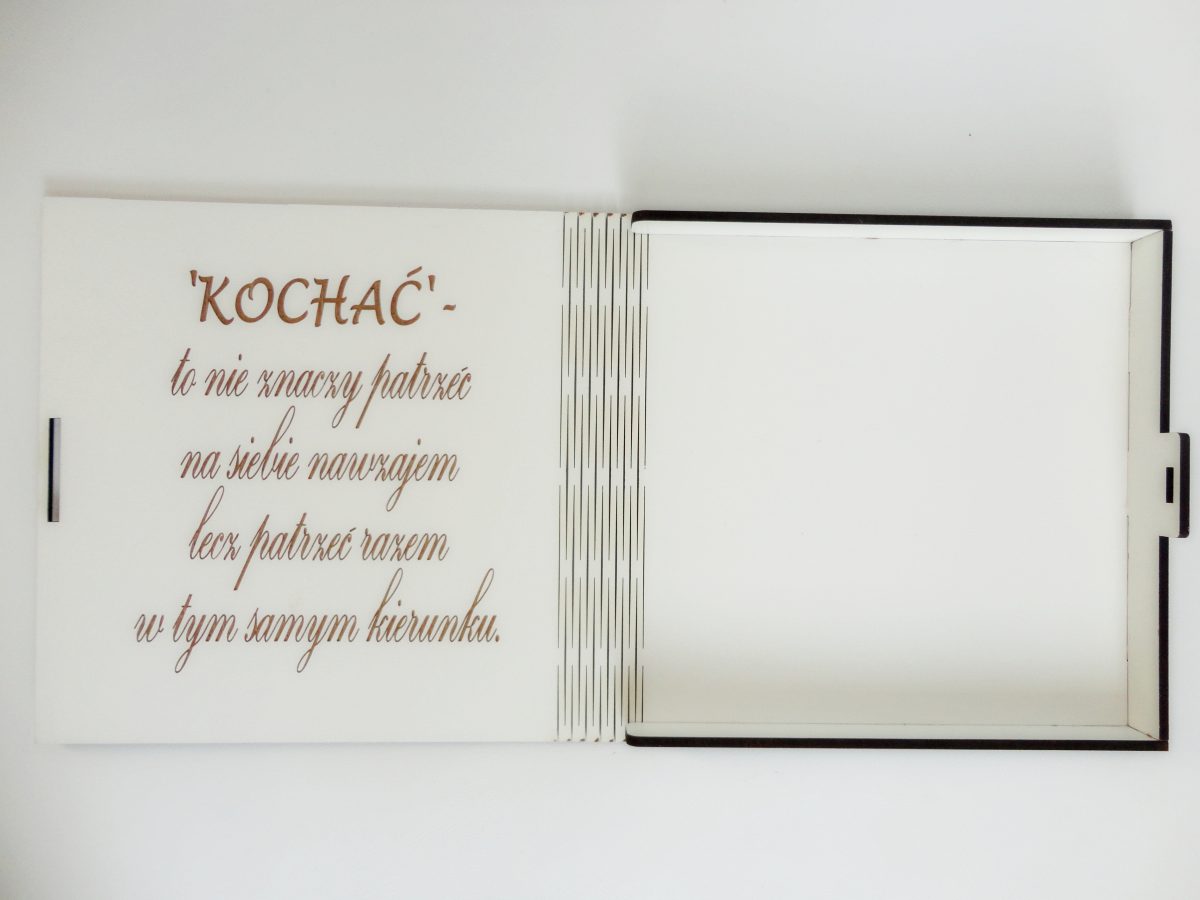 'KOCHAĆ' -
to nie znaczy patrzeć
na siebie nawzajem
lecz patrzeć razem
w tym samym kierunku.